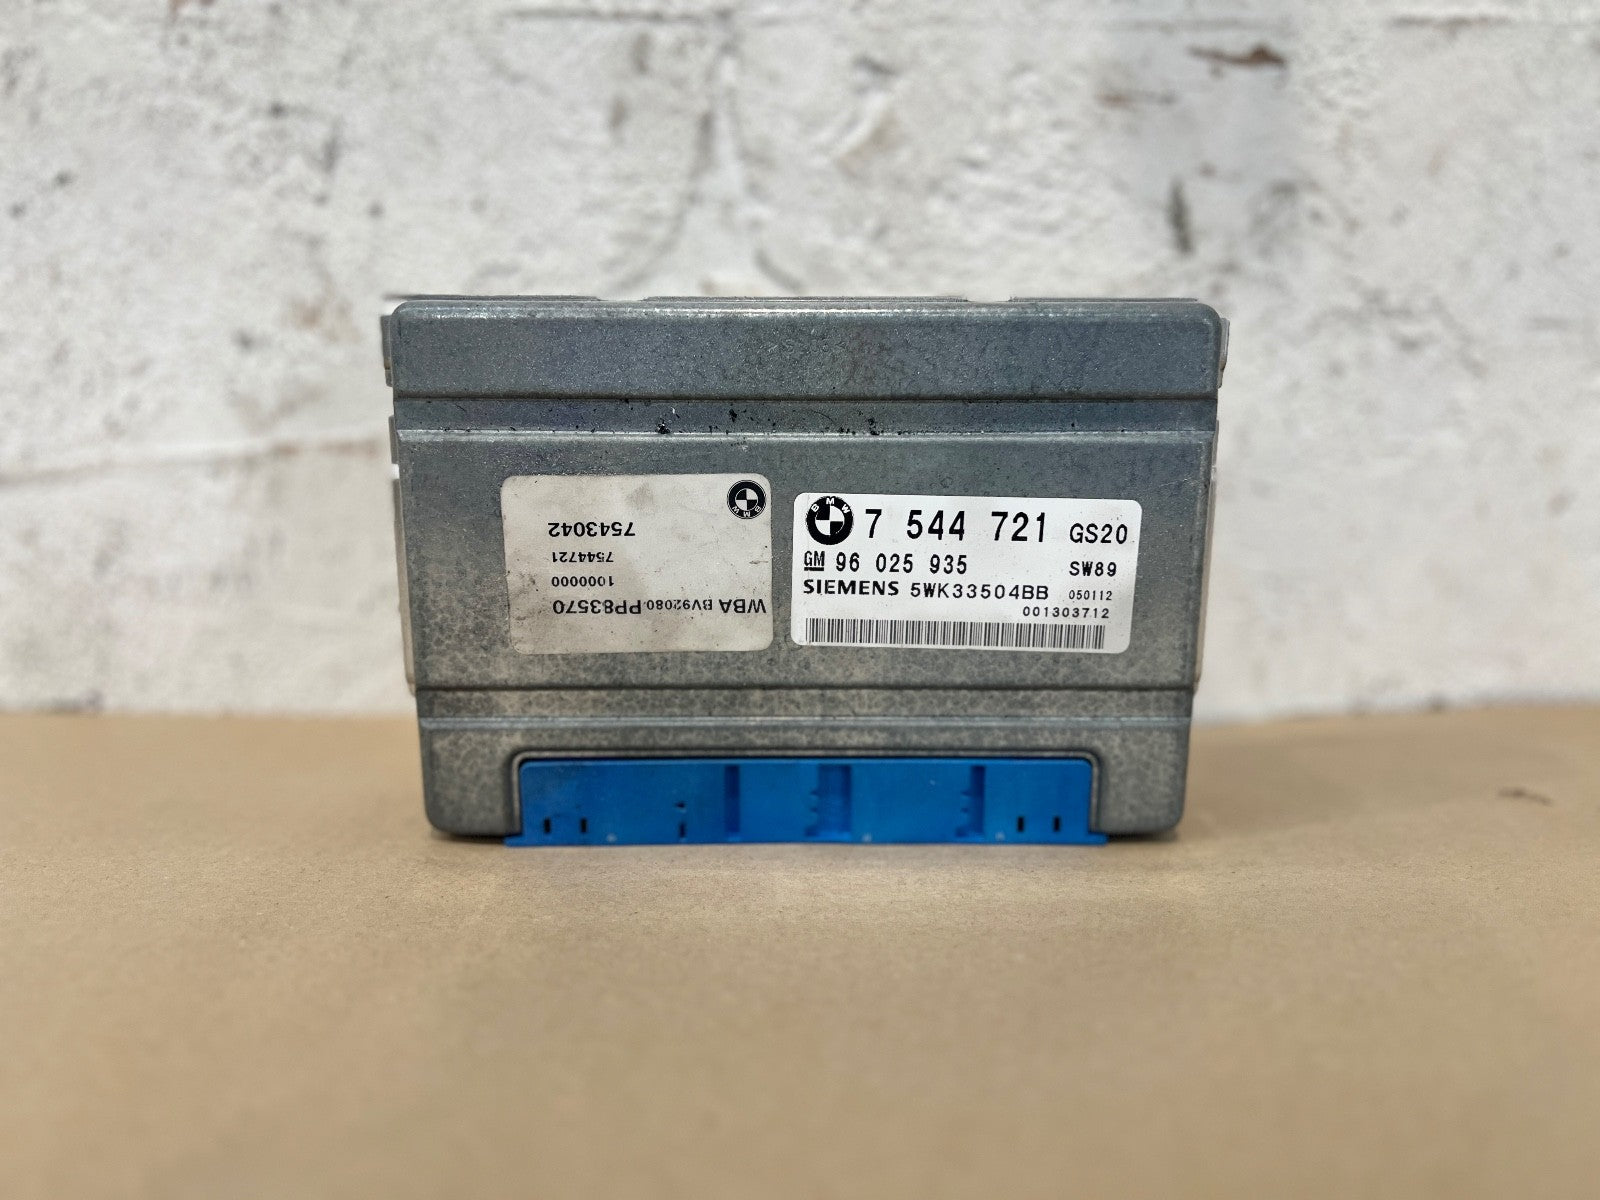 7543042
7544721
1000000
WBA BV92080 PP83570
BMW
7 544 721 GS20
GM 96 025 935 SW89
SIEMENS 5WK33504BB 050112
001303712